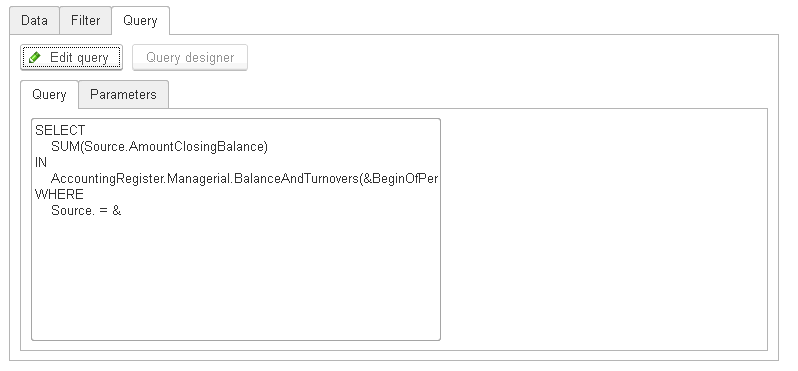 Data Filter Query
Edit query Query designer
Query Parameters
SELECT
SUM(Source.AmountClosingBalance)
IN
AccountingRegister.Managerial.BalanceAndTurnovers(&BeginOfPer
WHERE
Source. = &